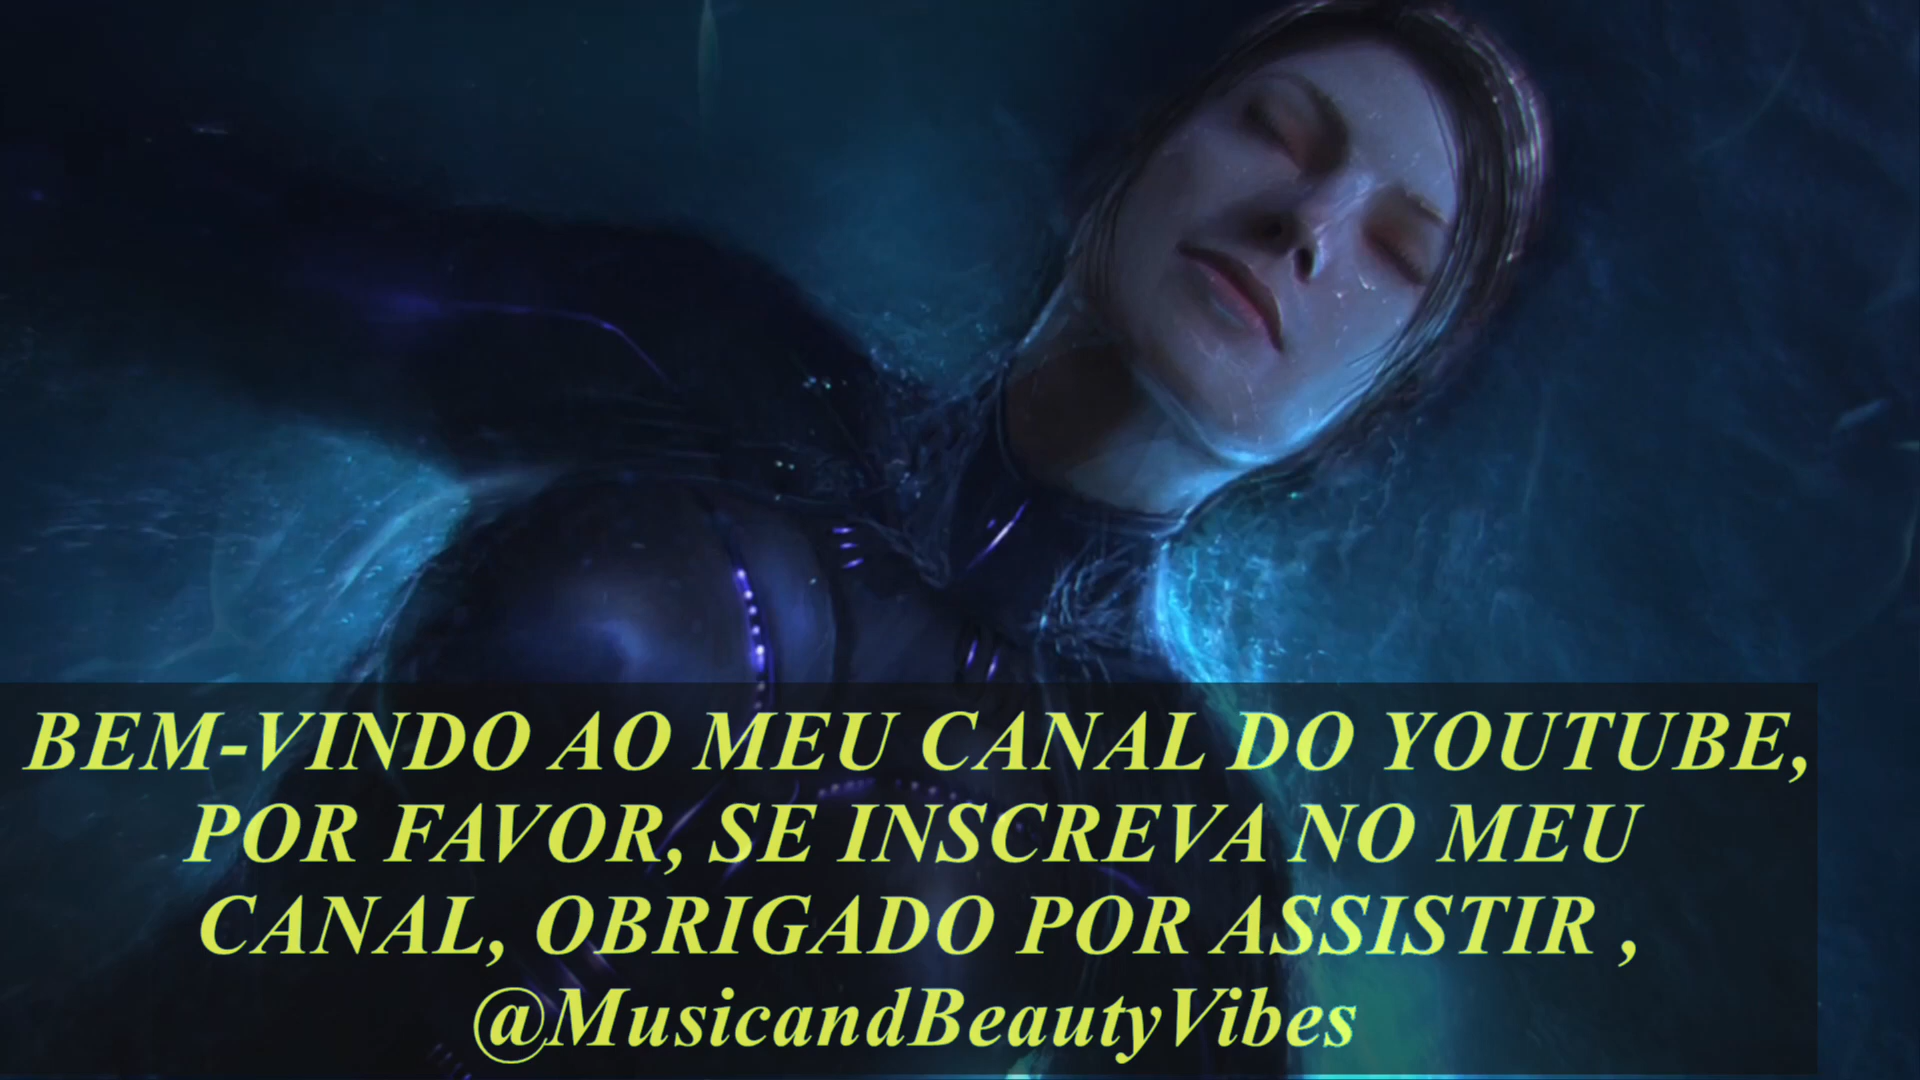 BEM-VINDO AO MEU CANAL DO YOUTUBE,
POR FAVOR, SE INSCREVA NO MEU
CANAL, OBRIGADO POR ASSISTIR ,
@MusicandBeautyVibes